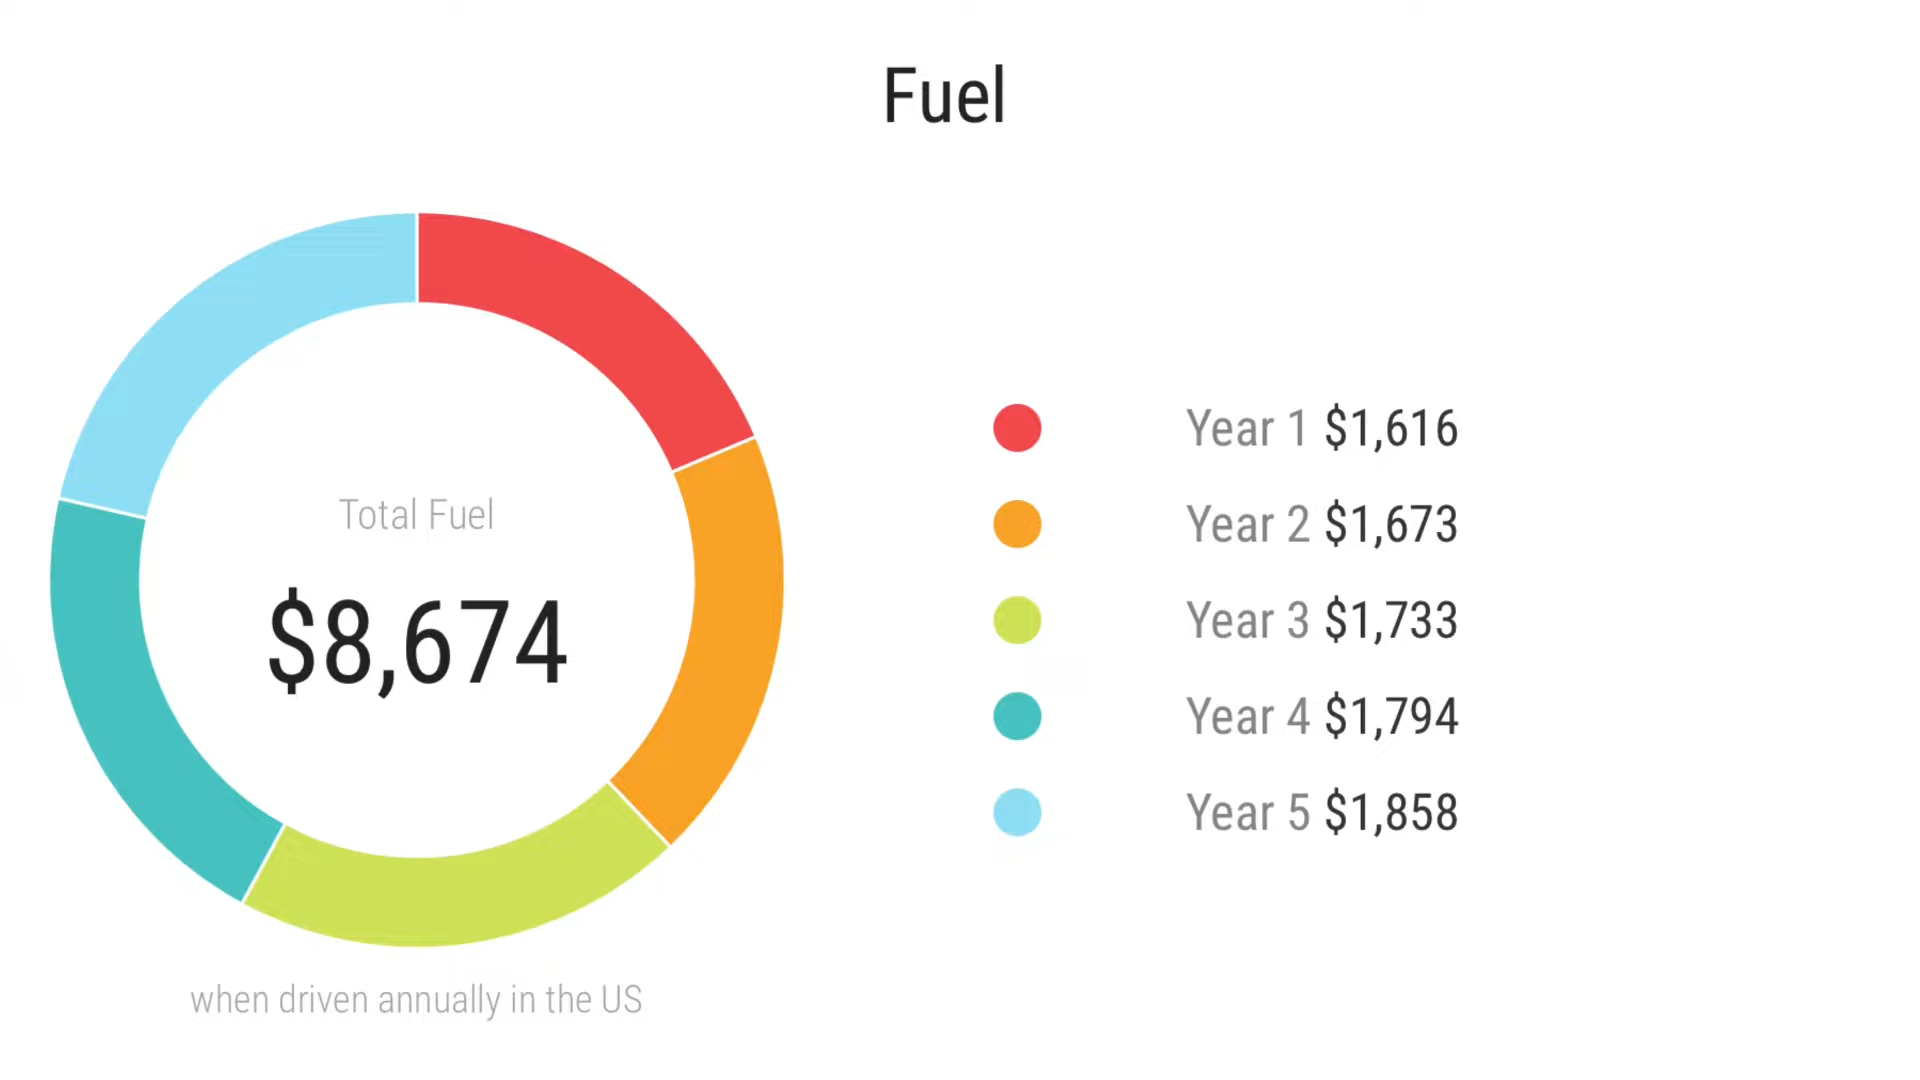 Fuel
Total Fuel
$8,674
when driven annually in the US
Year 1 $1,616
Year 2 $1,673
Year 3 $1,733
Year 4 $1,794
Year 5 $1,858